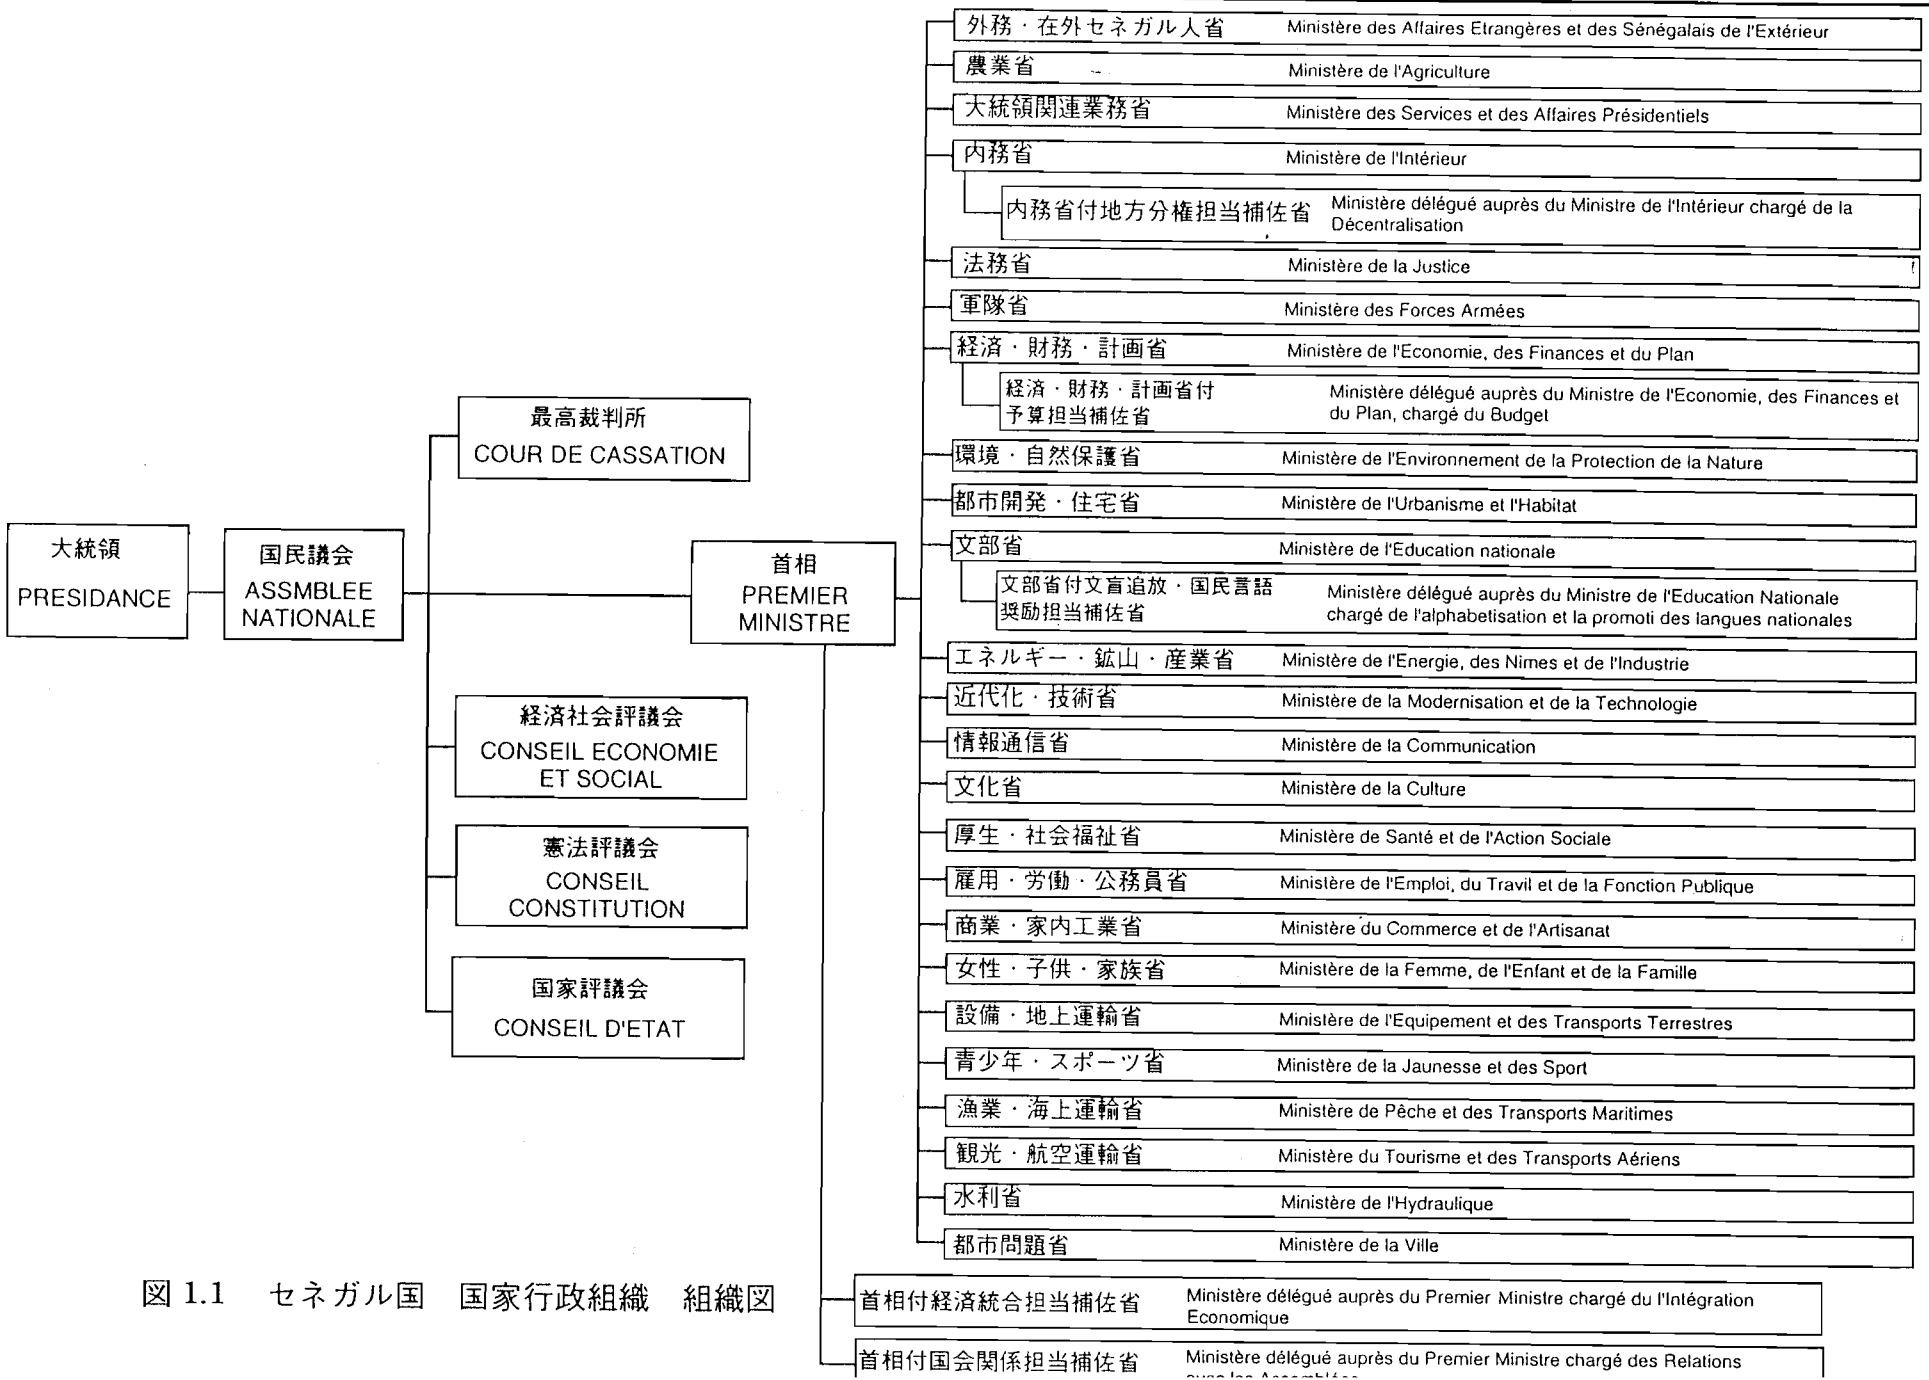 大統領
PRESIDANCE
国民議会
ASSMBLEE
NATIONALE
最高裁判所
COUR DE CASSATION
首相
PREMIER
MINISTRE
経済社会評議会
CONSEIL ECONOMIE
ET SOCIAL
憲法評議会
CONSEIL
CONSTITUTION
国家評議会
CONSEIL D'ETAT
外務・在外セネガル人省 Ministère des Affaires Etrangères et des Sénégalais de l'Extérieur
農業省 Ministère de l'Agriculture
大統領関連業務省 Ministère des Services et des Affaires Présidentiels
内務省 Ministère de l'Intérieur
内務省付地方分権担当補佐省 Ministère délégué auprès du Ministre de l'Intérieur chargé de la
Décentralisation
法務省 Ministère de la Justice
軍隊省 Ministère des Forces Armées
経済・財務・計画省 Ministère de l'Economie, des Finances et du Plan
経済・財務・計画省付 Ministère délégué auprès du Ministre de l'Economie, des Finances et
予算担当補佐省 du Plan, chargé du Budget
環境・自然保護省 Ministère de l'Environnement de la Protection de la Nature
都市開発・住宅省 Ministère de l'Urbanisme et l'Habitat
文部省 Ministère de l'Education nationale
文部省付文盲追放・国民言語 Ministère délégué auprès du Ministre de l'Education Nationale
奨励担当補佐省 chargé de l'alphabetisation et la promoti des langues nationales
エネルギー・鉱山・産業省 Ministère de l'Energie, des Nimes et de l'Industrie
近代化・技術省 Ministère de la Modernisation et de la Technologie
情報通信省 Ministère de la Communication
文化省 Ministère de la Culture
厚生・社会福祉省 Ministère de Santé et de l'Action Sociale
雇用・労働・公務員省 Ministère de l'Emploi, du Travil et de la Fonction Publique
商業・家内工業省 Ministère du Commerce et de l'Artisanat
女性・子供・家族省 Ministère de la Femme, de l'Enfant et de la Famille
設備・地上運輸省 Ministère de l'Equipement et des Transports Terrestres
青少年・スポーツ省 Ministère de la Jaunesse et des Sport
漁業・海上運輸省 Ministère de Pêche et des Transports Maritimes
観光・航空運輸省 Ministère du Tourisme et des Transports Aériens
水利省 Ministère de l'Hydraulique
都市問題省 Ministère de la Ville
首相付経済統合担当補佐省 Ministère délégué auprès du Premier Ministre chargé du l'Intégration
Economique
首相付国会関係担当補佐省 Ministère délégué auprès du Premier Ministre chargé des Relations
図 1.1 セネガル国 国家行政組織 組織図